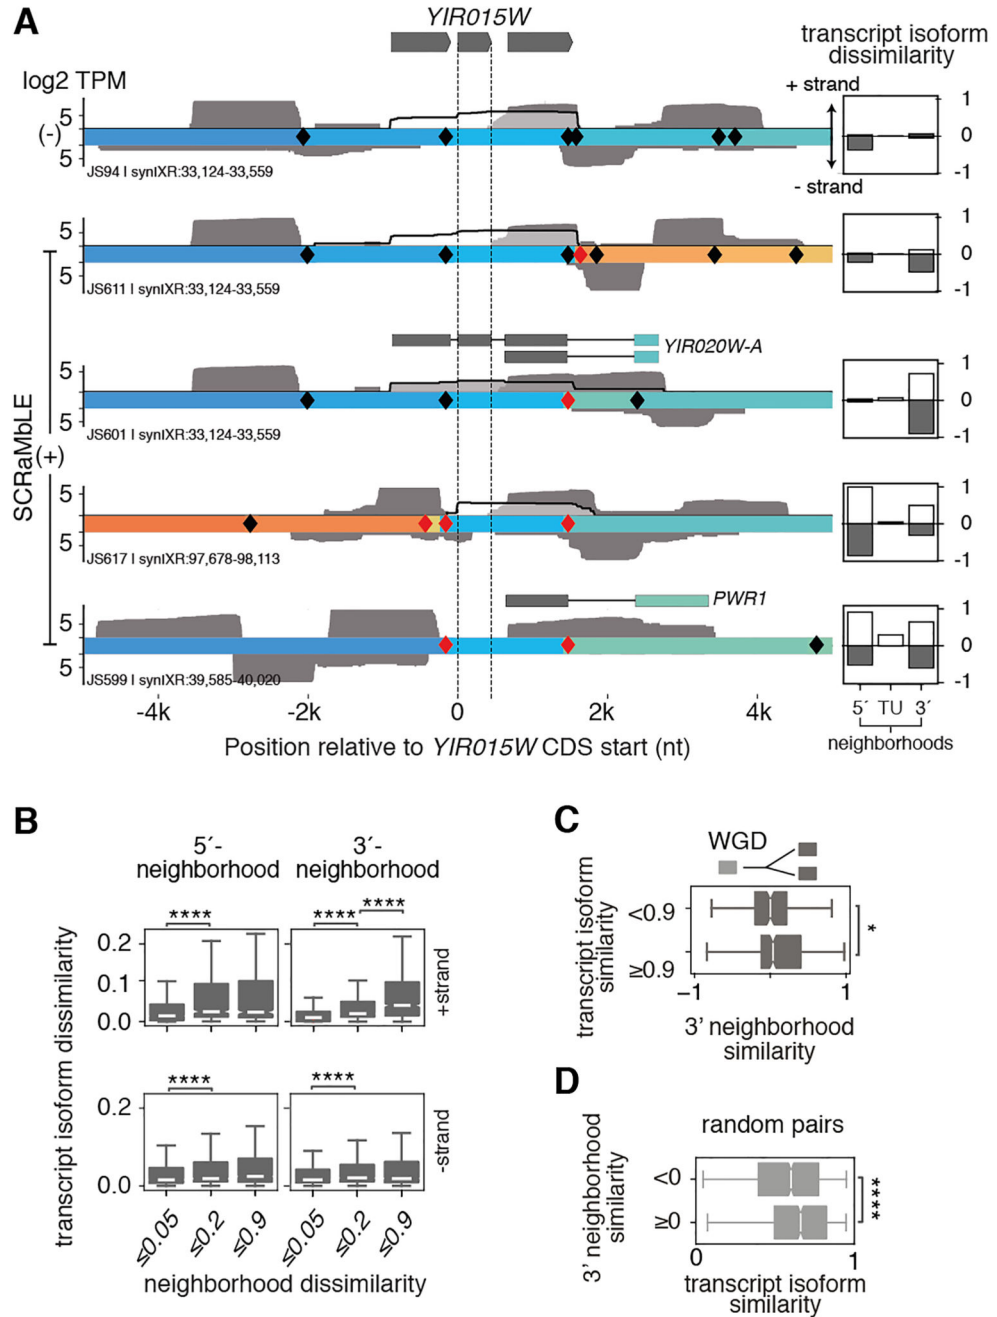 A
YIR015W
transcript isoform
dissimilarity
log2 TPM
+ strand
5
(-)
5
JS94 I synIXR:33,124-33,559
1
0
-1
- strand
5
5
JS611 I synIXR:33,124-33,559
1
0
-1
YIR020W-A
5
5
JS601 I synIXR:33,124-33,559
1
0
-1
SCRaMbLE
(+)
5
5
JS617 I synIXR:97,678-98,113
1
0
-1
PWR1
5
5
JS599 I synIXR:39,585-40,020
1
0
-1
-4k -2k 0 2k 4k
5´ TU 3´
neighborhoods
Position relative to YIR015W CDS start (nt)
B
5´-
neighborhood
3´-
neighborhood
transcript isoform dissimilarity
****
**** ****
0.2
0.1
0.0
+strand
****
****
0.2
0.0
-strand
≤0.05 ≤0.2 ≤0.9 ≤0.05 ≤0.2 ≤0.9
neighborhood dissimilarity
C
WGD
transcript isoform
similarity
<0.9
≥0.9
*
-1 1
3’ neighborhood
similarity
D
random pairs
3’ neighborhood
similarity
<0
≥0
****
0 1
transcript isoform
similarity